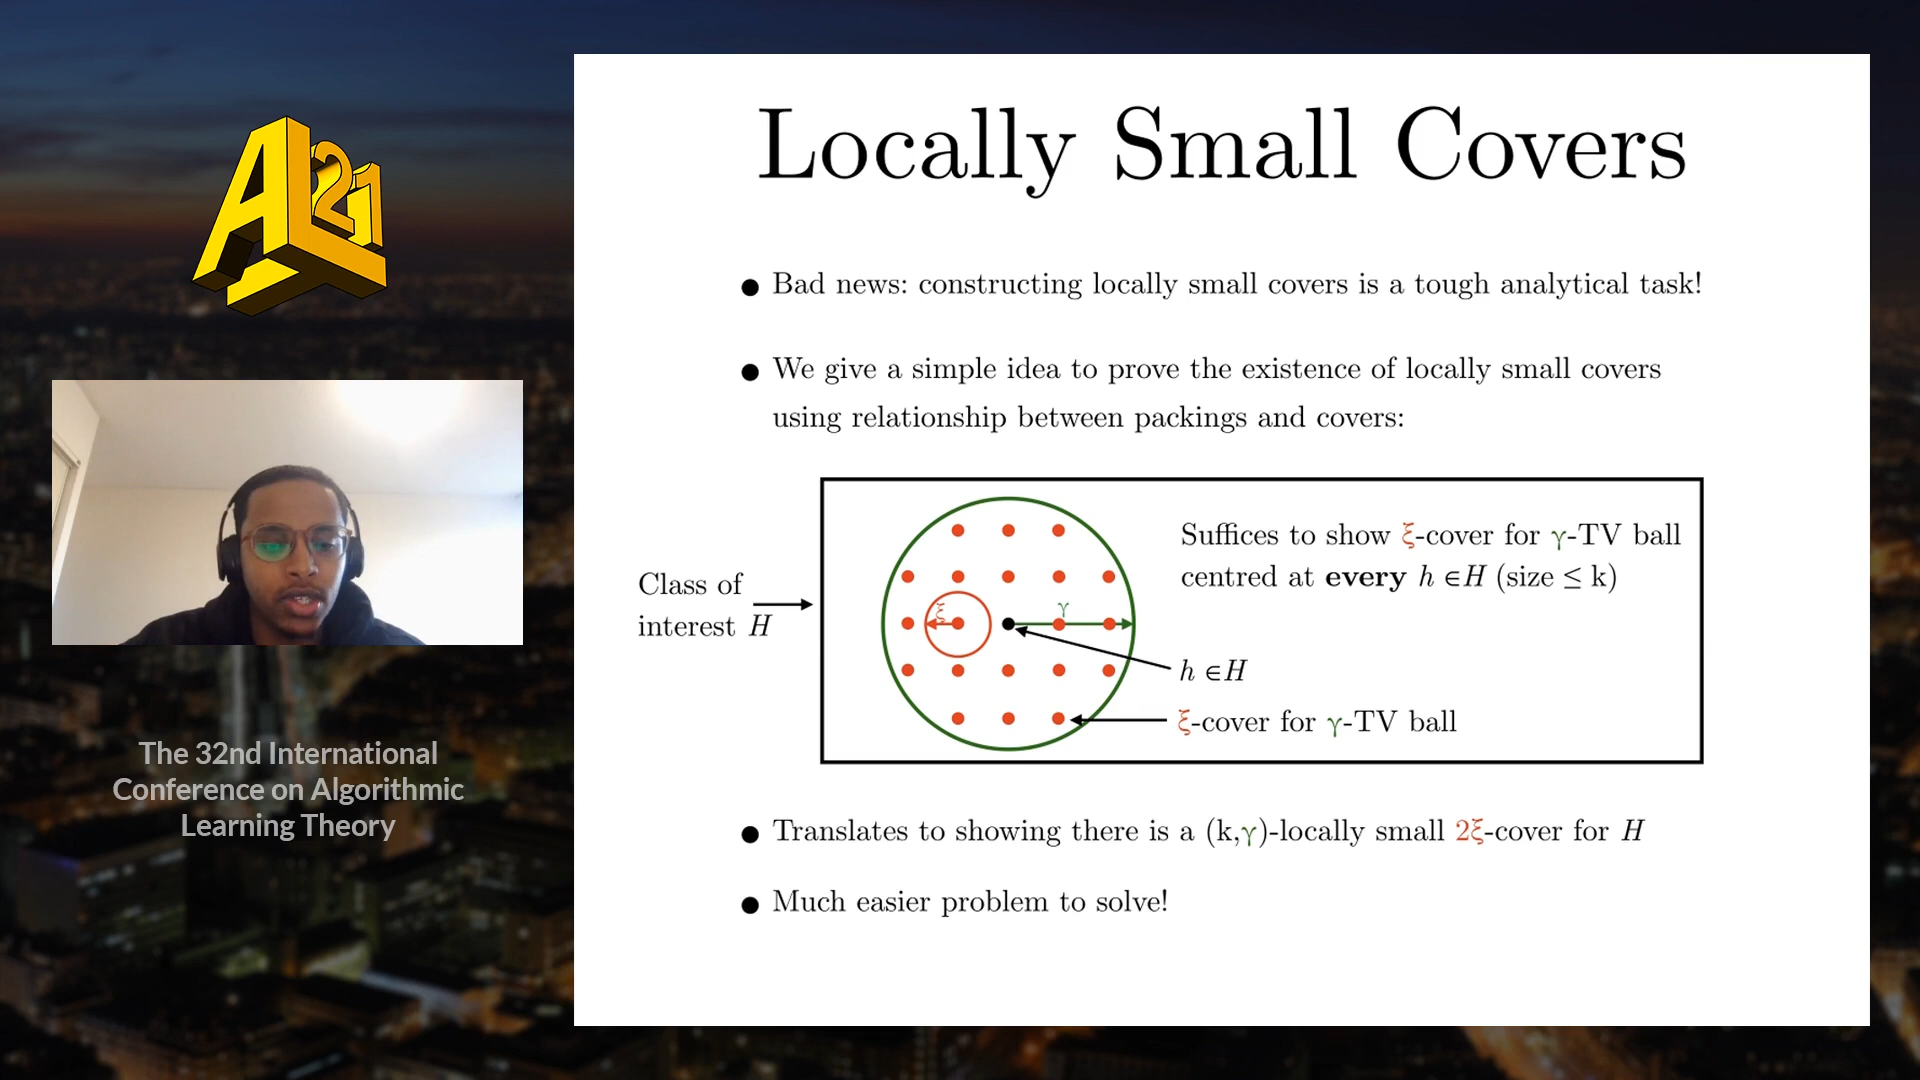 ALT
21
The 32nd International
Conference on Algorithmic
Learning Theory
Locally Small Covers
● Bad news: constructing locally small covers is a tough analytical task!
● We give a simple idea to prove the existence of locally small covers
using relationship between packings and covers:
Class of
interest H
ξ
γ
Suffices to show ξ-cover for γ-TV ball
centred at every h ∈H (size ≤ k)
h ∈H
ξ-cover for γ-TV ball
● Translates to showing there is a (k,γ)-locally small 2ξ-cover for H
● Much easier problem to solve!